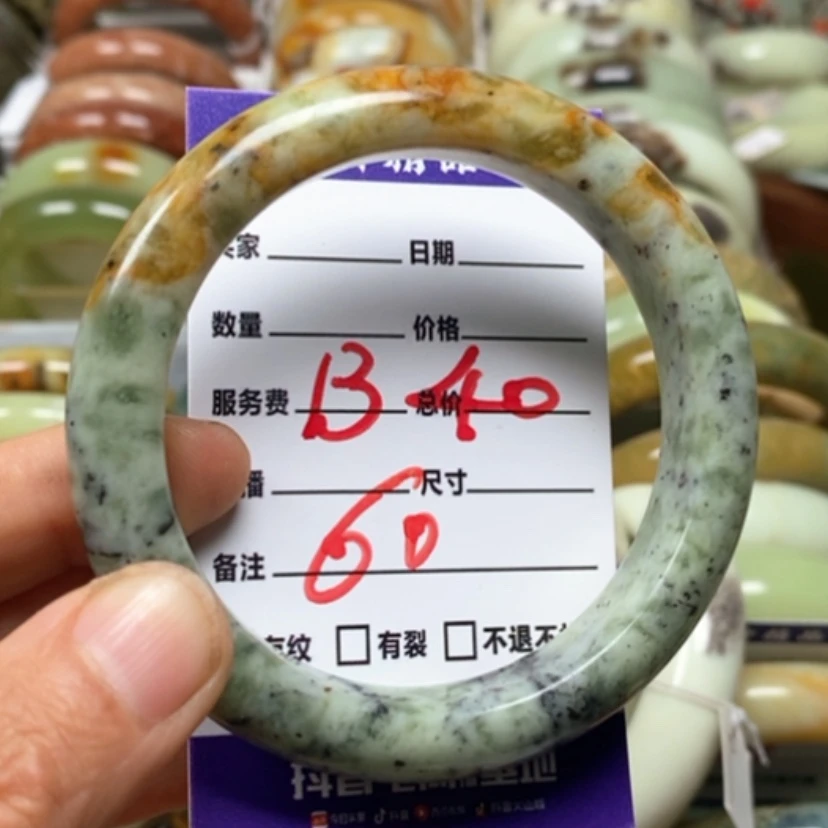 家 日期
数量 价格
服务费 B 40 总价
播 尺寸
60
备注
有纹 有裂 不退不
抖音